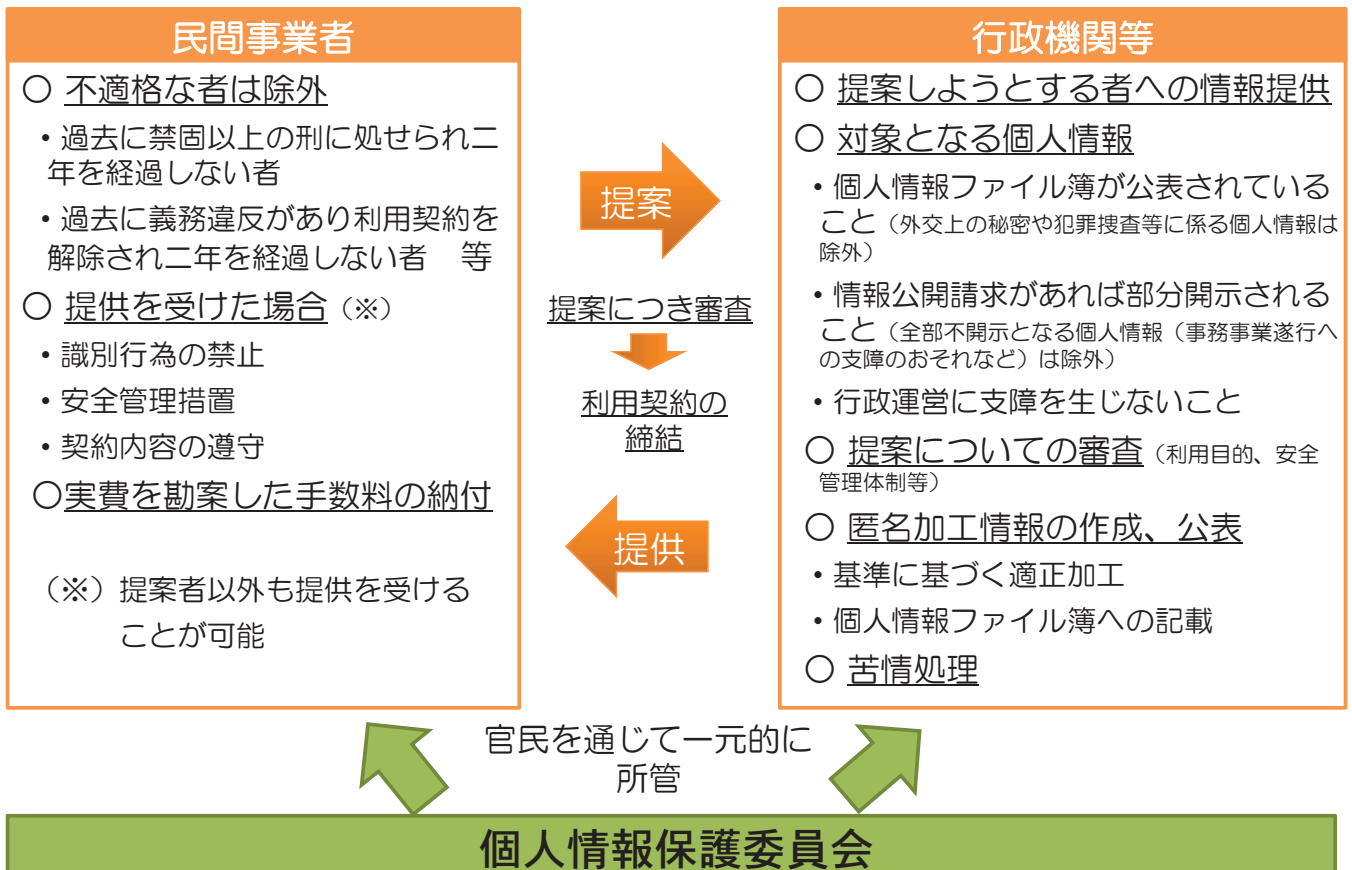 民間事業者
○ 不適格な者は除外
・過去に禁固以上の刑に処せられ二
年を経過しない者
・過去に義務違反があり利用契約を
解除され二年を経過しない者　等
○ 提供を受けた場合（※）
・識別行為の禁止
・安全管理措置
・契約内容の遵守
○実費を勘案した手数料の納付
（※）提案者以外も提供を受ける
ことが可能
提案
提案につき審査
利用契約の
締結
提供
行政機関等
○ 提案しようとする者への情報提供
○ 対象となる個人情報
・個人情報ファイル簿が公表されている
こと（外交上の秘密や犯罪捜査等に係る個人情報は
除外）
・情報公開請求があれば部分開示される
こと（全部不開示となる個人情報（事務事業遂行へ
の支障のおそれなど）は除外）
・行政運営に支障を生じないこと
○ 提案についての審査（利用目的、安全
管理体制等）
○ 匿名加工情報の作成、公表
・基準に基づく適正加工
・個人情報ファイル簿への記載
○ 苦情処理
官民を通じて一元的に
所管
個人情報保護委員会